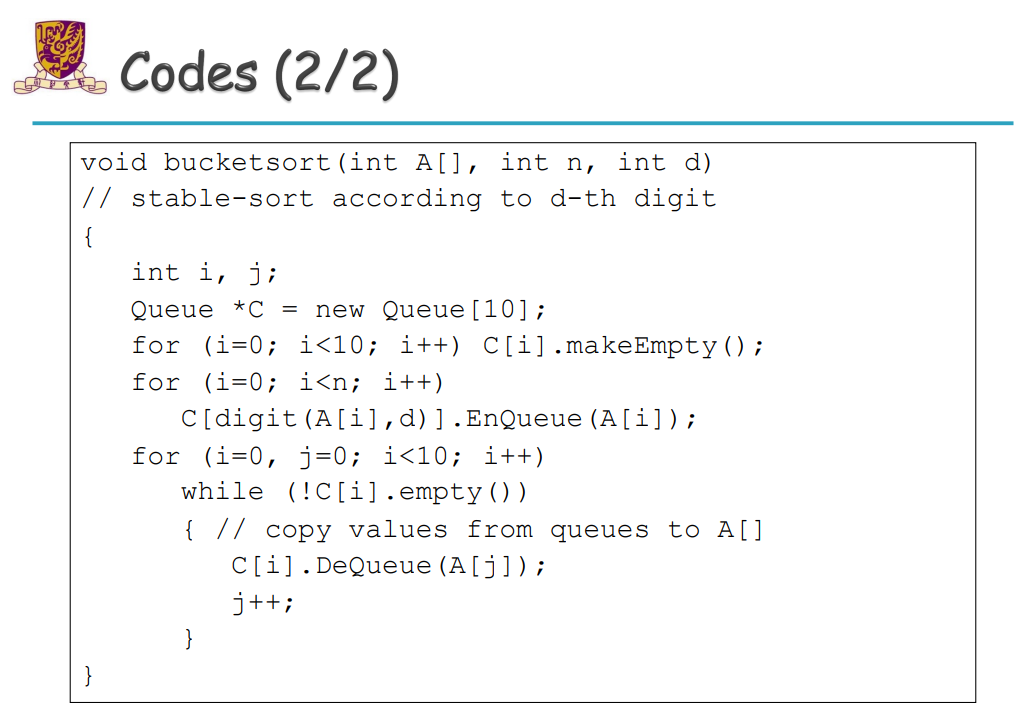 Codes (2/2)
void bucketsort(int A[], int n, int d)
// stable-sort according to d-th digit
{
   int i, j;
   Queue *C = new Queue[10];
   for (i=0; i<10; i++) C[i].makeEmpty();
   for (i=0; i<n; i++)
      C[digit(A[i],d)].EnQueue(A[i]);
   for (i=0, j=0; i<10; i++)
      while (!C[i].empty())
      { // copy values from queues to A[]
         C[i].DeQueue(A[j]);
         j++;
      }
}